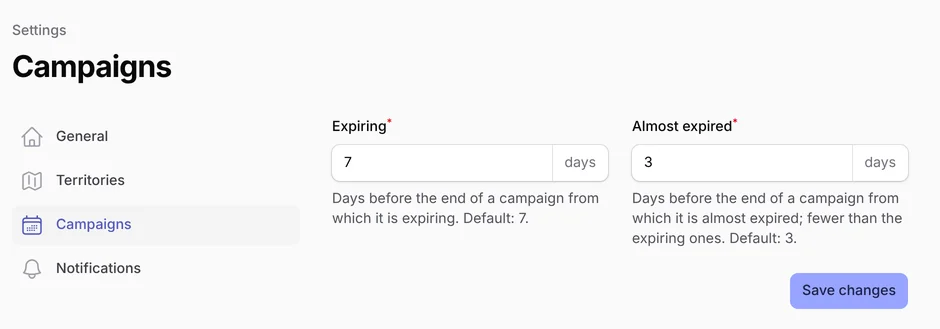 Settings
Campaigns
General
Territories
Campaigns
Notifications
Expiring*
7 days
Days before the end of a campaign from
which it is expiring. Default: 7.
Almost expired*
3 days
Days before the end of a campaign from
which it is almost expired; fewer than the
expiring ones. Default: 3.
Save changes